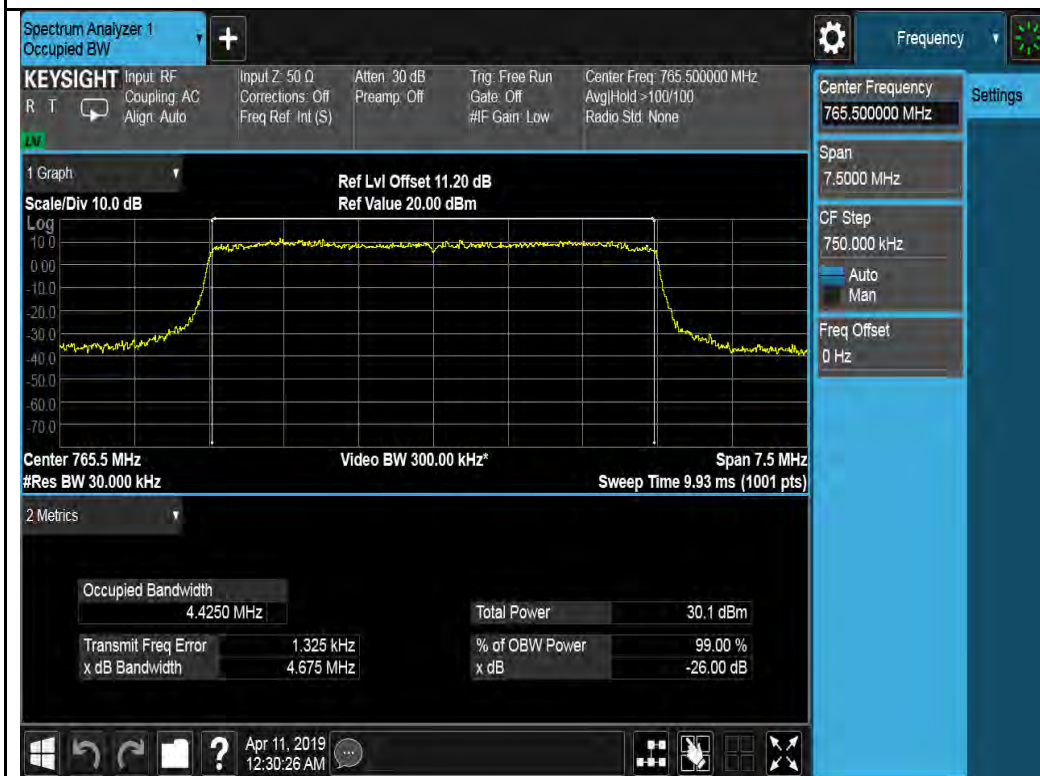 Spectrum Analyzer 1
Occupied BW
+
Frequency
KEYSIGHT
R T
LXI
Input: RF
Coupling: AC
Align: Auto
Input Z: 50 Ω
Corrections: Off
Freq Ref: Int (S)
Atten: 30 dB
Preamp: Off
Trig: Free Run
Gate: Off
#IF Gain: Low
Center Freq: 765.500000 MHz
Avg|Hold >100/100
Radio Std: None
Center Frequency
765.500000 MHz
Settings
Span
7.5000 MHz
CF Step
750.000 kHz
Auto
Man
Freq Offset
0 Hz
1 Graph
Scale/Div 10.0 dB
Ref Lvl Offset 11.20 dB
Ref Value 20.00 dBm
Log
10.0
0.00
-10.0
-20.0
-30.0
-40.0
-50.0
-60.0
-70.0
Center 765.5 MHz
#Res BW 30.000 kHz
Video BW 300.00 kHz*
Span 7.5 MHz
Sweep Time 9.93 ms (1001 pts)
2 Metrics
Occupied Bandwidth
4.4250 MHz
Transmit Freq Error 1.325 kHz
x dB Bandwidth 4.675 MHz
Total Power 30.1 dBm
% of OBW Power 99.00 %
x dB -26.00 dB
?
Apr 11, 2019
12:30:26 AM